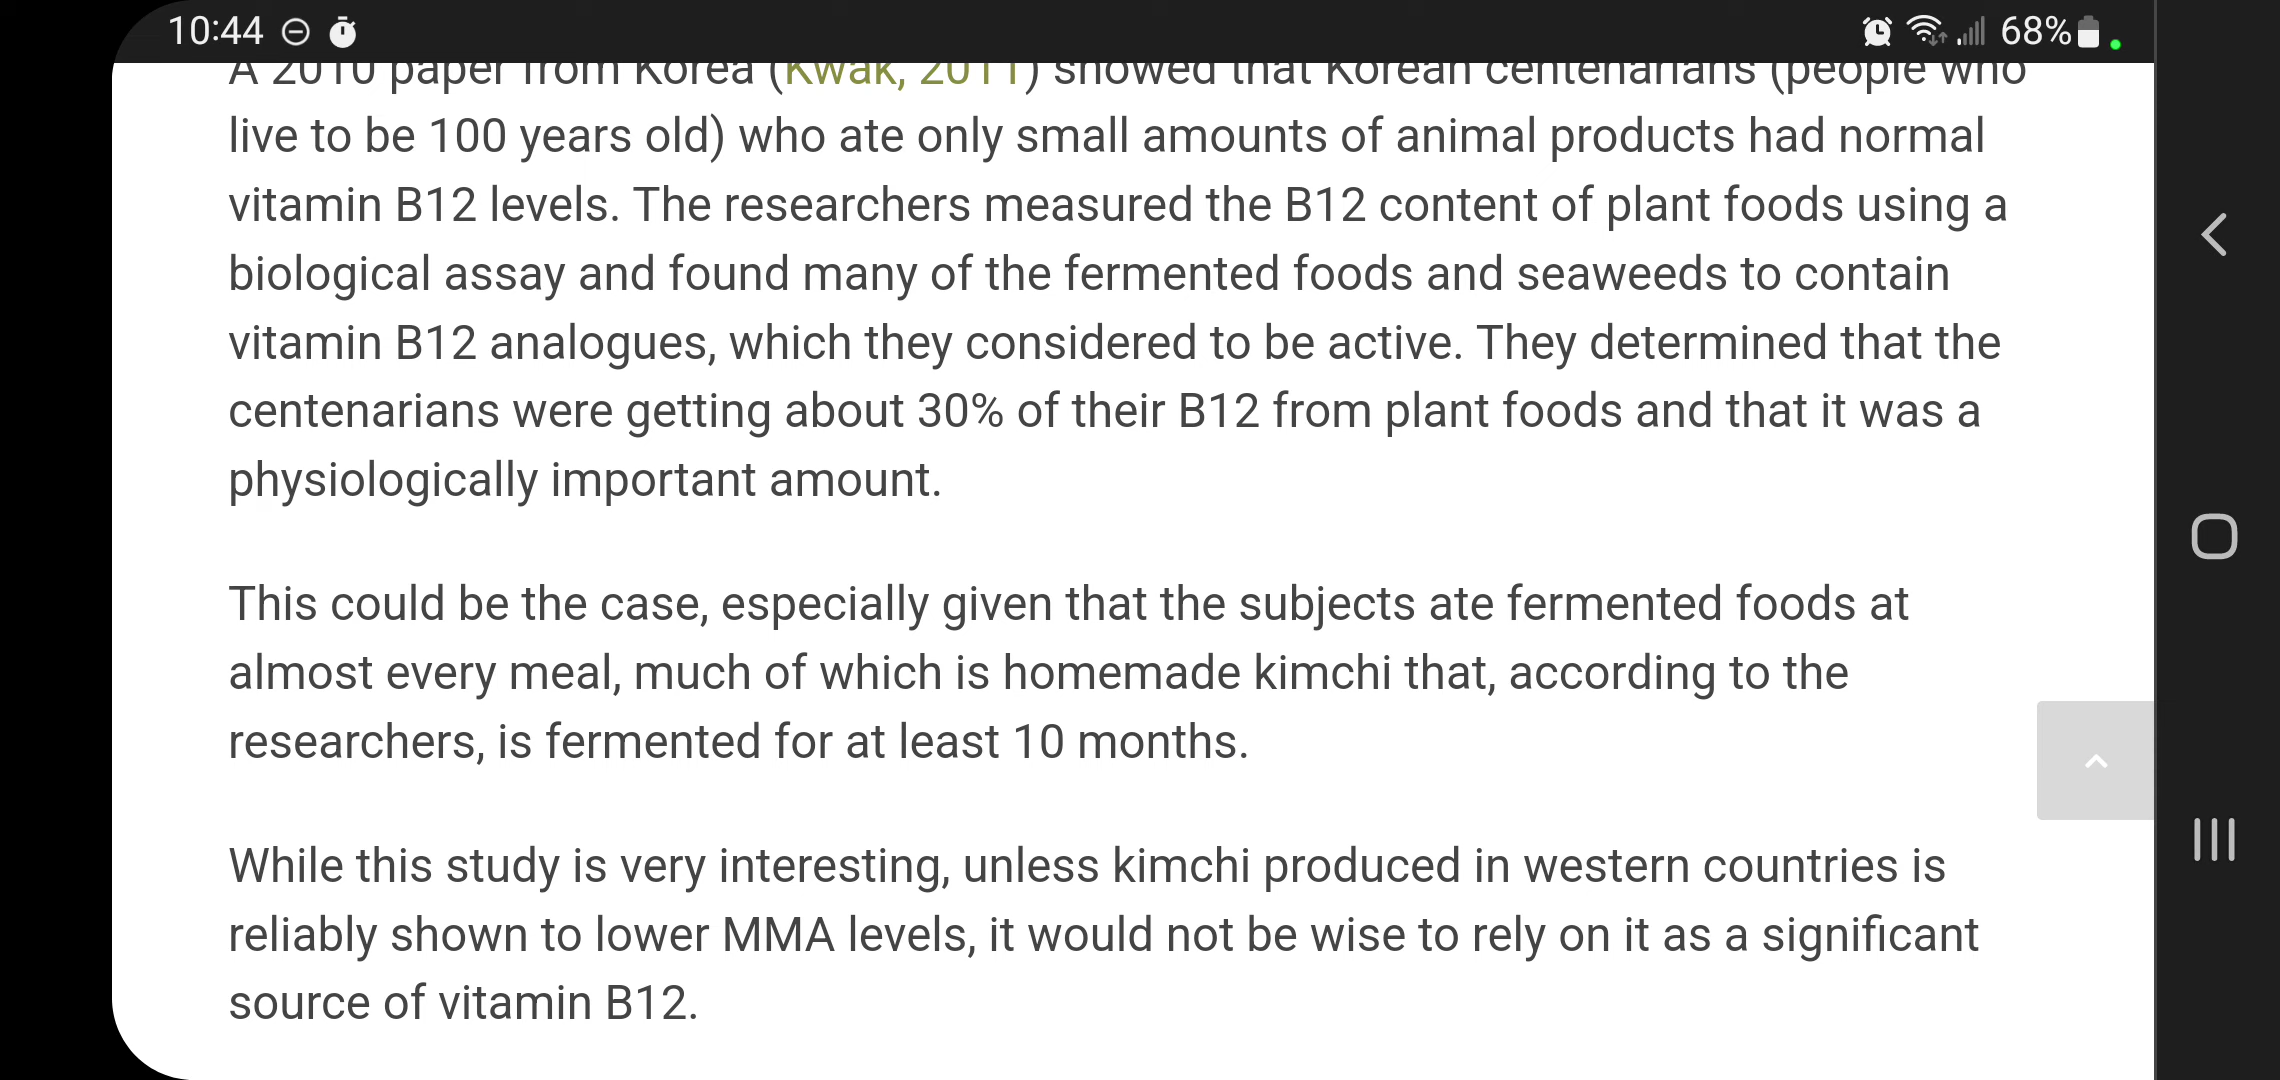 10:44
68%
A 2010 paper from Korea (Kwak, 2011) showed that Korean centenarians (people who
live to be 100 years old) who ate only small amounts of animal products had normal
vitamin B12 levels. The researchers measured the B12 content of plant foods using a
biological assay and found many of the fermented foods and seaweeds to contain
vitamin B12 analogues, which they considered to be active. They determined that the
centenarians were getting about 30% of their B12 from plant foods and that it was a
physiologically important amount.
This could be the case, especially given that the subjects ate fermented foods at
almost every meal, much of which is homemade kimchi that, according to the
researchers, is fermented for at least 10 months.
While this study is very interesting, unless kimchi produced in western countries is
reliably shown to lower MMA levels, it would not be wise to rely on it as a significant
source of vitamin B12.